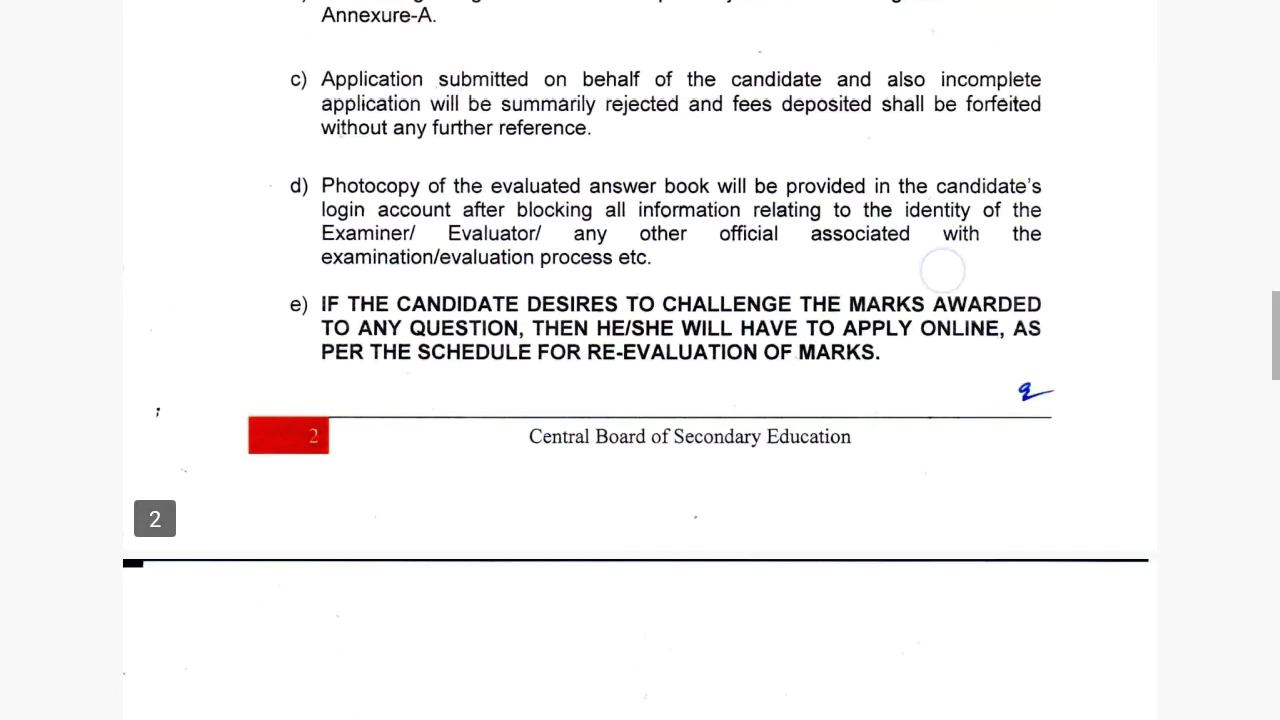 Annexure-A.
c) Application submitted on behalf of the candidate and also incomplete
application will be summarily rejected and fees deposited shall be forfeited
without any further reference.
d) Photocopy of the evaluated answer book will be provided in the candidate's
login account after blocking all information relating to the identity of the
Examiner/ Evaluator/ any other official associated with the
examination/evaluation process etc.
e) IF THE CANDIDATE DESIRES TO CHALLENGE THE MARKS AWARDED
TO ANY QUESTION, THEN HE/SHE WILL HAVE TO APPLY ONLINE, AS
PER THE SCHEDULE FOR RE-EVALUATION OF MARKS.
2 Central Board of Secondary Education
2